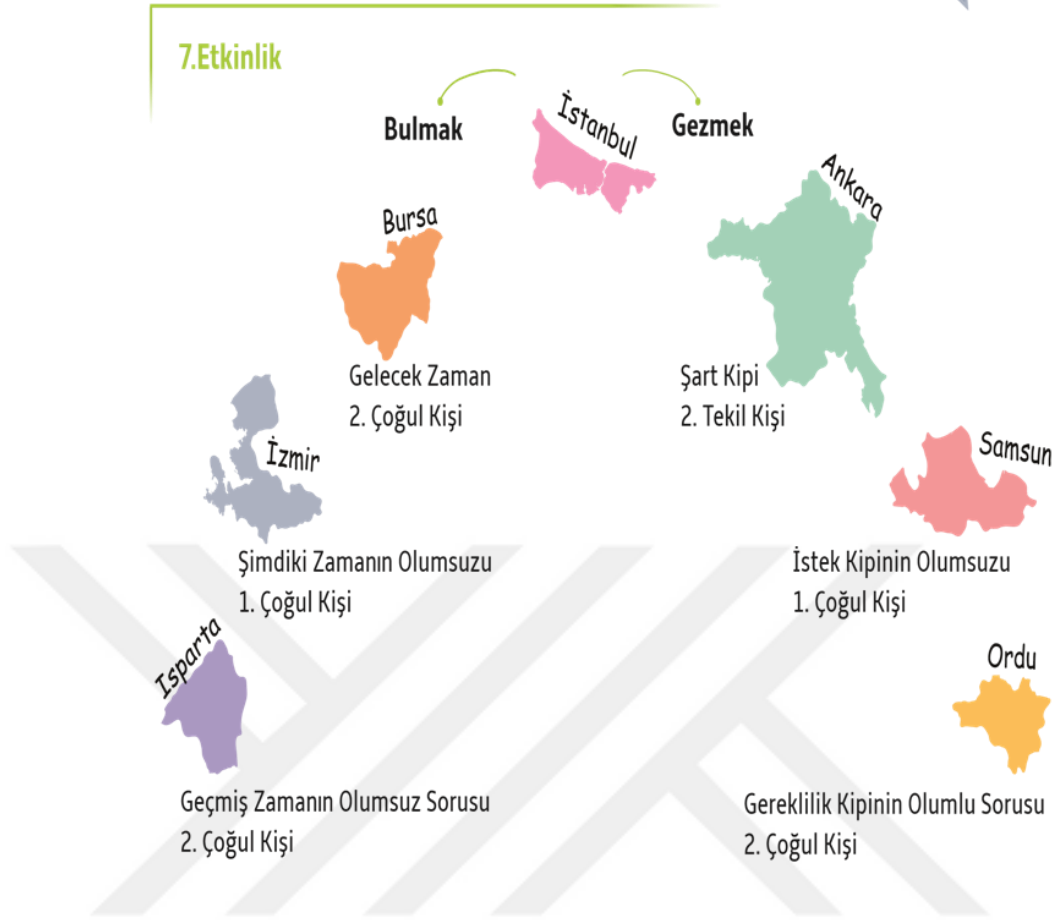 7.Etkinlik
Bulmak
İstanbul
Gezmek
Bursa
Ankara
Gelecek Zaman
2. Çoğul Kişi
Şart Kipi
2. Tekil Kişi
İzmir
Samsun
Şimdiki Zamanın Olumsuzu
1. Çoğul Kişi
İstek Kipinin Olumsuzu
1. Çoğul Kişi
Isparta
Ordu
Geçmiş Zamanın Olumsuz Sorusu
2. Çoğul Kişi
Gereklilik Kipinin Olumlu Sorusu
2. Çoğul Kişi